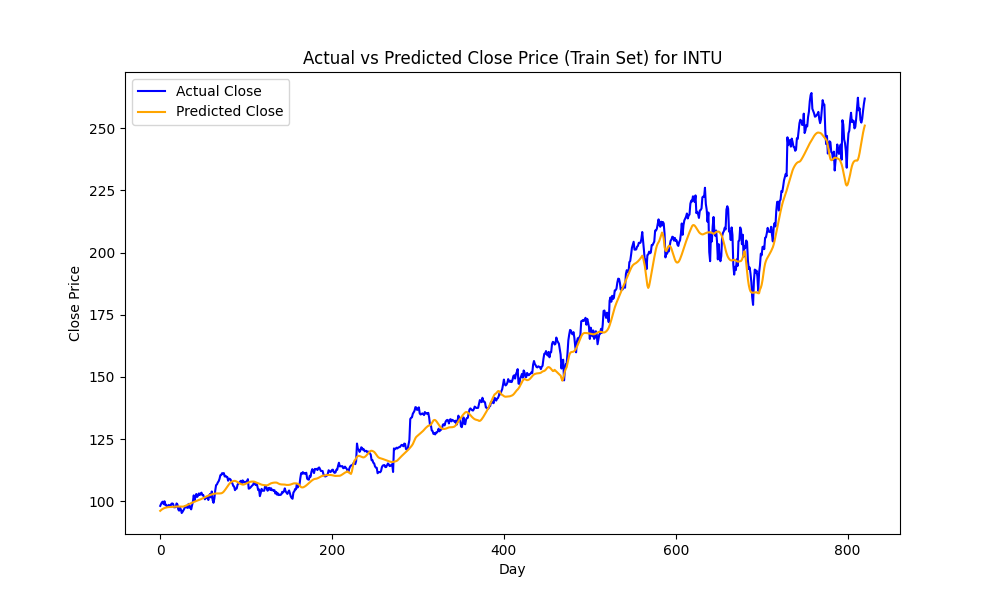 Actual vs Predicted Close Price (Train Set) for INTU
Actual Close
Predicted Close
Close Price
250
225
200
175
150
125
100
0 200 400 600 800
Day